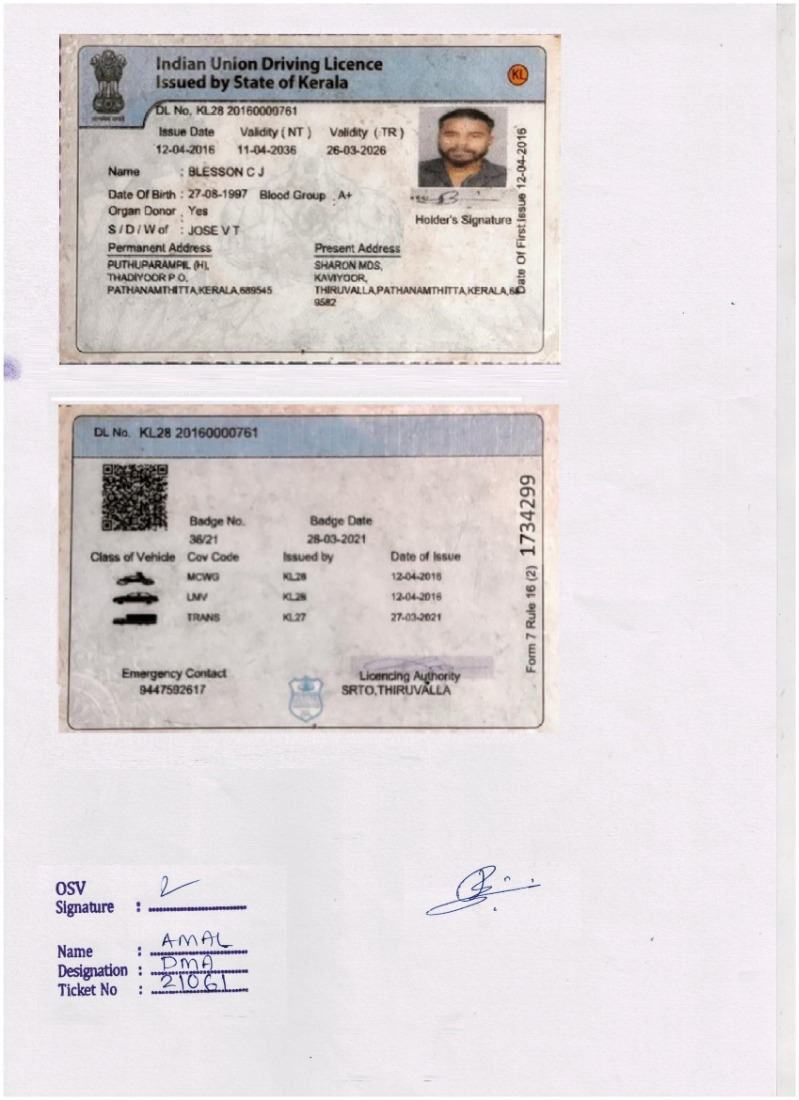 Indian Union Driving Licence
Issued by State of Kerala
KL
DL No. KL28 20160000761
Issue Date Validity ( NT ) Validity ( TR )
12-04-2016 11-04-2036 26-03-2026
Name : BLESSON C J
Date Of Birth : 27-08-1997 Blood Group : A+
Organ Donor : Yes
S / D / W of : JOSE V T
Holder's Signature
Date Of First Issue 12-04-2016
Permanent Address
PUTHUPARAMPIL (H),
THADIYOOR P O,
PATHANAMTHITTA,KERALA,689545
Present Address
SHARON MDS,
KAVIYOOR,
THIRUVALLA,PATHANAMTHITTA,KERALA,68
9582
DL No. KL28 20160000761
Badge No. Badge Date
36/21 28-03-2021
Class of Vehicle Cov Code Issued by Date of Issue
MCWG KL28 12-04-2016
LMV KL28 12-04-2016
TRANS KL27 27-03-2021
Form 7 Rule 16 (2) 1734299
Emergency Contact
9447592617
Licencing Authority
SRTO,THIRUVALLA
OSV
Signature :
Name : AMAL
Designation : DMA
Ticket No : 21061